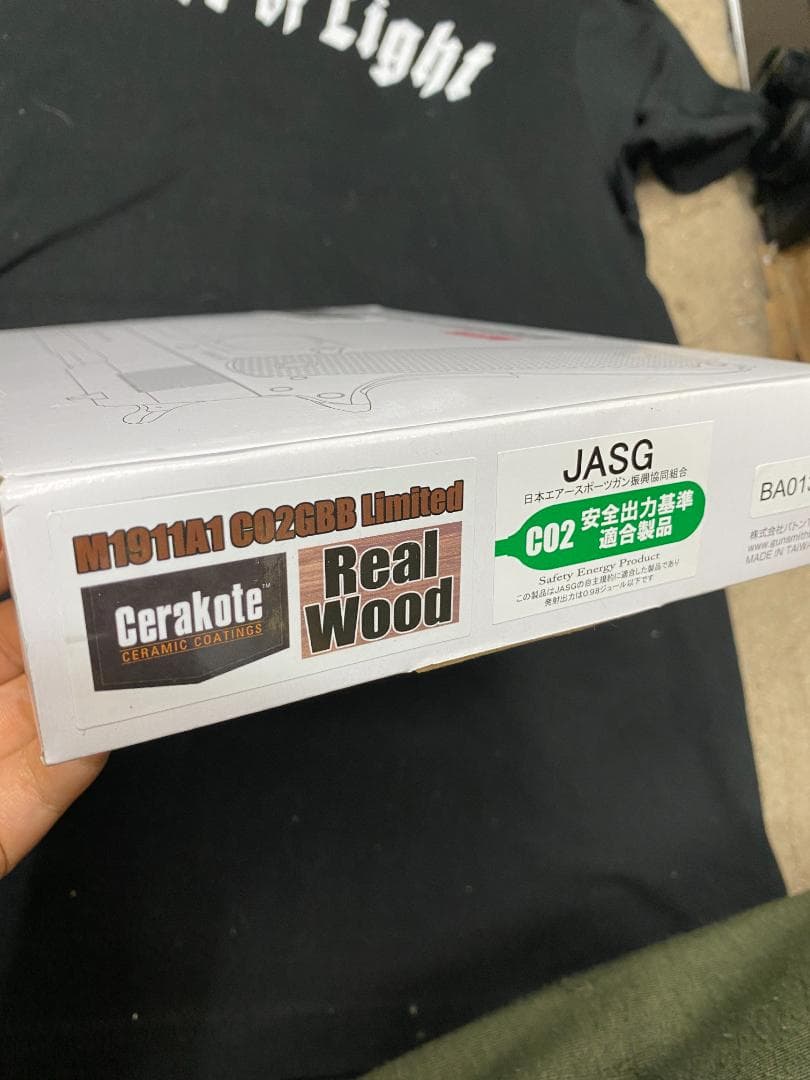 of Light
M1911A1 CO2GBB Limited
Cerakote™
CERAMIC COATINGS
Real
Wood
JASG
日本エアースポーツガン振興協同組合
CO2 安全出力基準
適合製品
Safety Energy Product
この製品はJASGの自主規約に適合した製品であり
発射出力は0.98ジュール以下です
BA013
株式会社バトン
www.gunsmith
MADE IN TAIWA